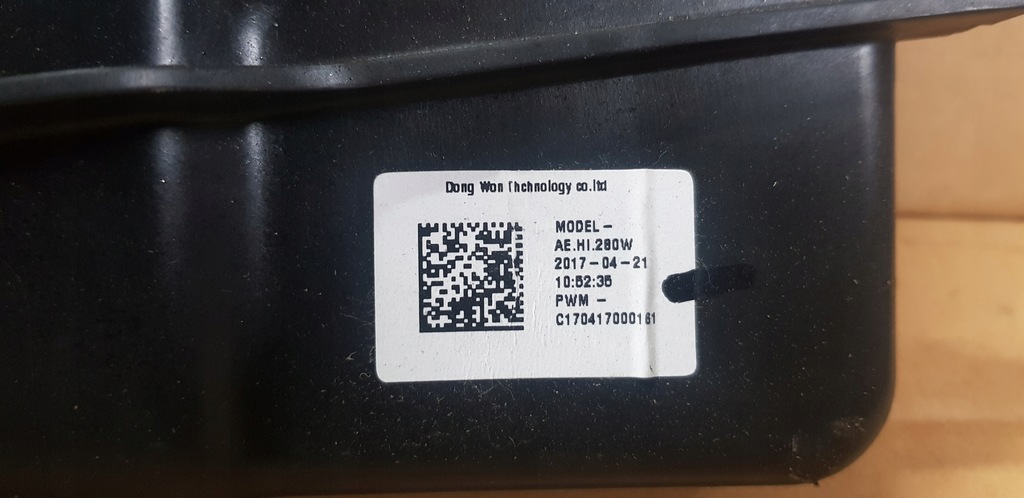 Dong Won Thchnology co.ltd
MODEL -
AE.HI.280W
2017-04-21
10:52:35
PWM -
C170417000161